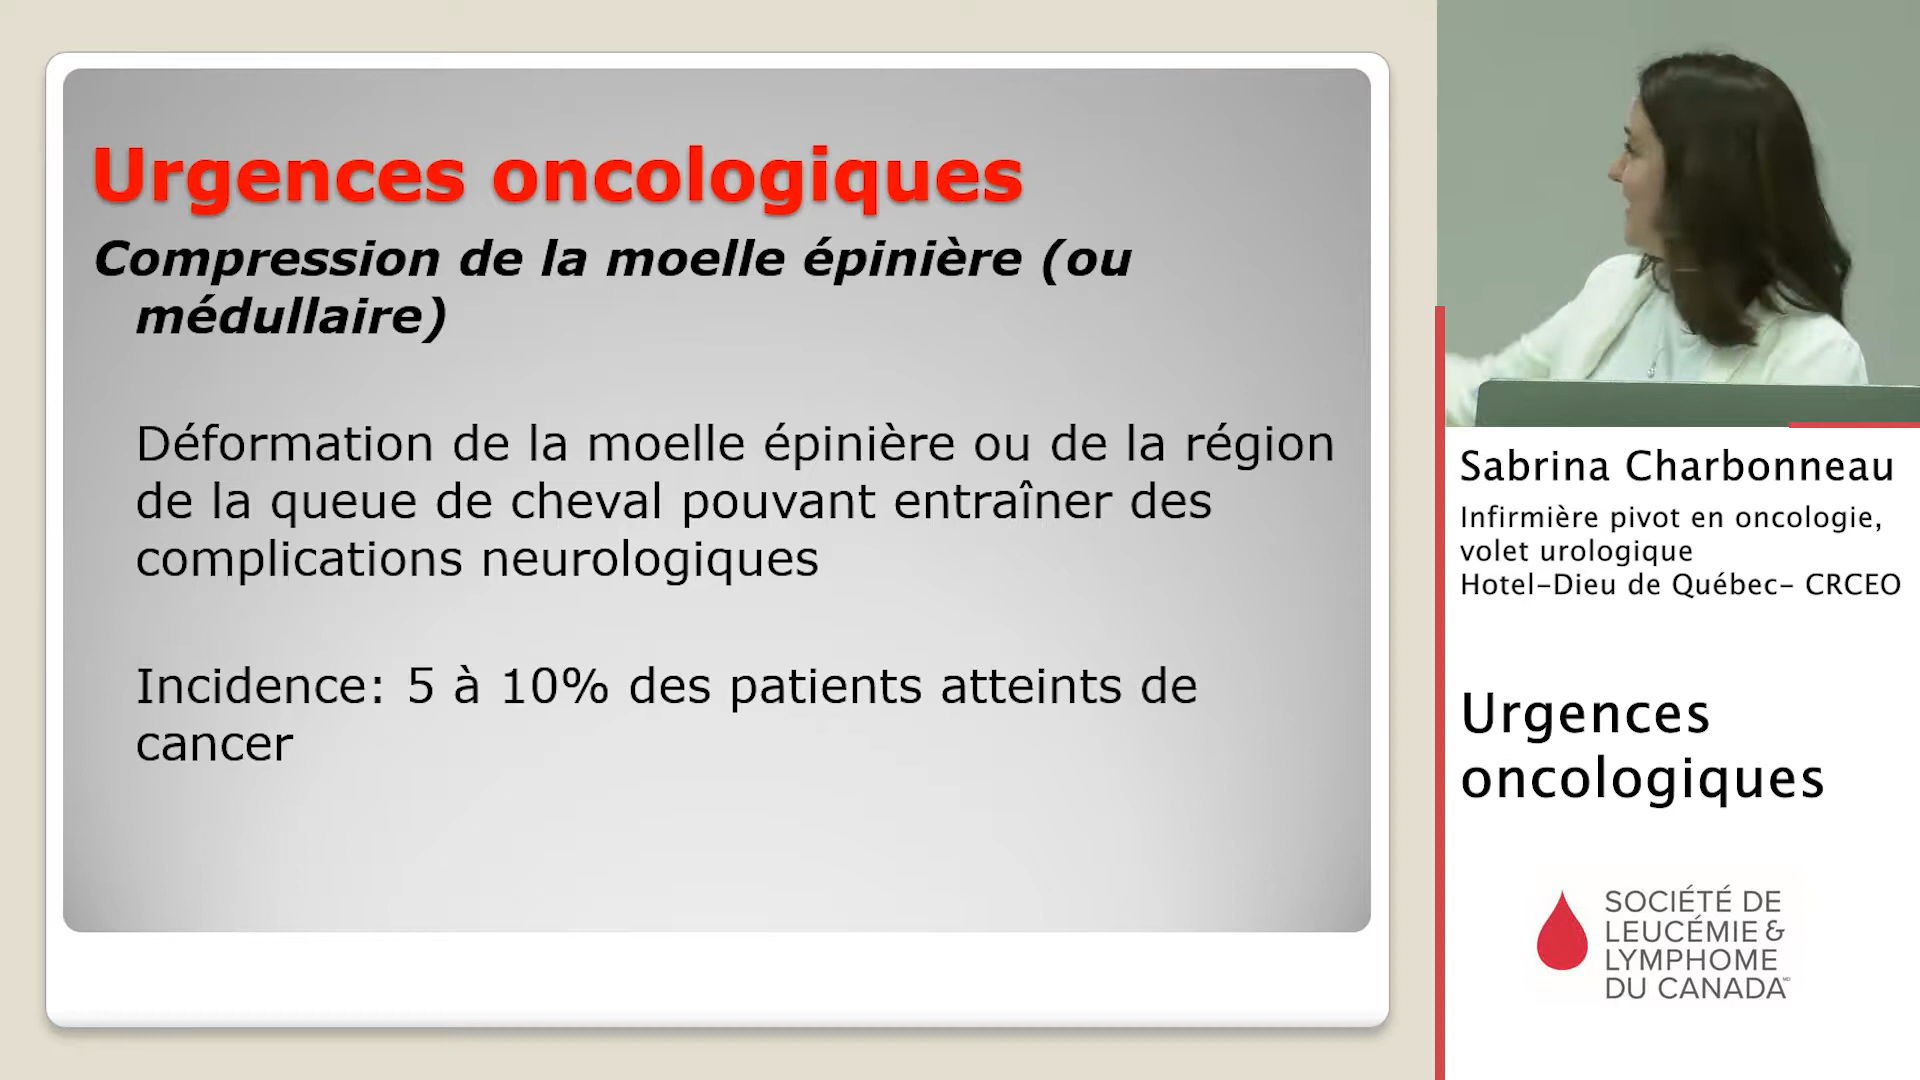 Urgences oncologiques
Compression de la moelle épinière (ou
médullaire)
Déformation de la moelle épinière ou de la région
de la queue de cheval pouvant entraîner des
complications neurologiques
Incidence: 5 à 10% des patients atteints de
cancer
Sabrina Charbonneau
Infirmière pivot en oncologie,
volet urologique
Hotel-Dieu de Québec- CRCEO
Urgences
oncologiques
SOCIÉTÉ DE
LEUCÉMIE &
LYMPHOME
DU CANADA MD